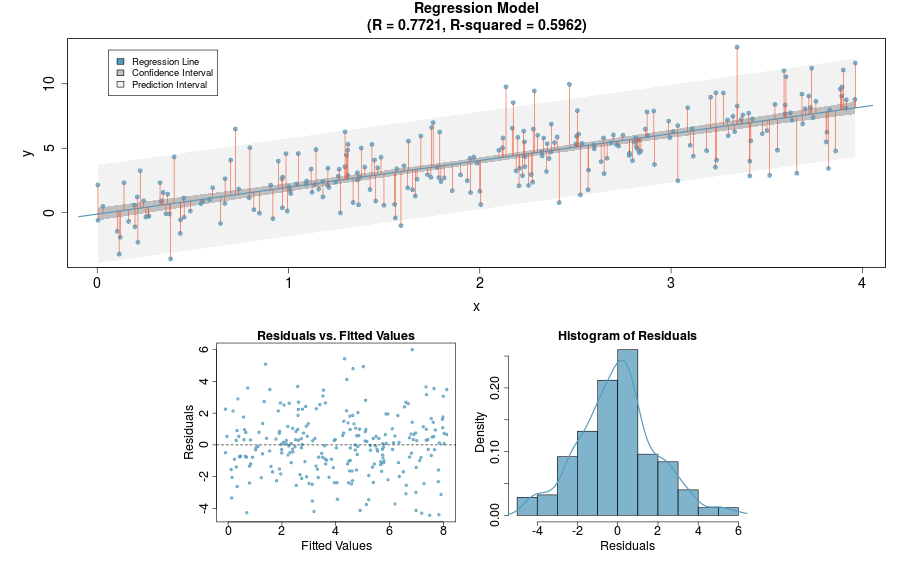 Regression Model
(R = 0.7721, R-squared = 0.5962)
Regression Line
Confidence Interval
Prediction Interval
y
10
5
0
0 1 2 3 4
x
Residuals vs. Fitted Values
Residuals
6
4
2
0
-2
-4
0 2 4 6 8
Fitted Values
Histogram of Residuals
Density
0.20
0.10
0.00
-4 -2 0 2 4 6
Residuals